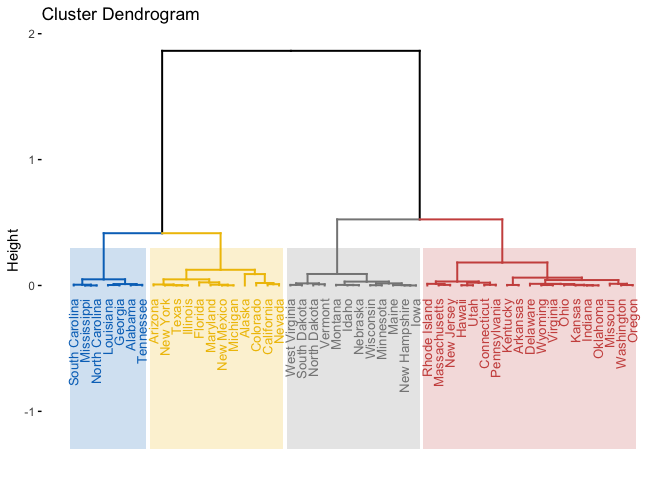 Cluster Dendrogram
2
1
0
-1
Height
South Carolina
Mississippi
North Carolina
Louisiana
Georgia
Alabama
Tennessee
Arizona
New York
Texas
Illinois
Florida
Maryland
New Mexico
Michigan
Alaska
Colorado
California
Nevada
West Virginia
South Dakota
North Dakota
Vermont
Montana
Idaho
Nebraska
Wisconsin
Minnesota
Maine
New Hampshire
Iowa
Rhode Island
Massachusetts
New Jersey
Hawaii
Utah
Connecticut
Pennsylvania
Kentucky
Arkansas
Delaware
Wyoming
Virginia
Ohio
Kansas
Indiana
Oklahoma
Missouri
Washington
Oregon